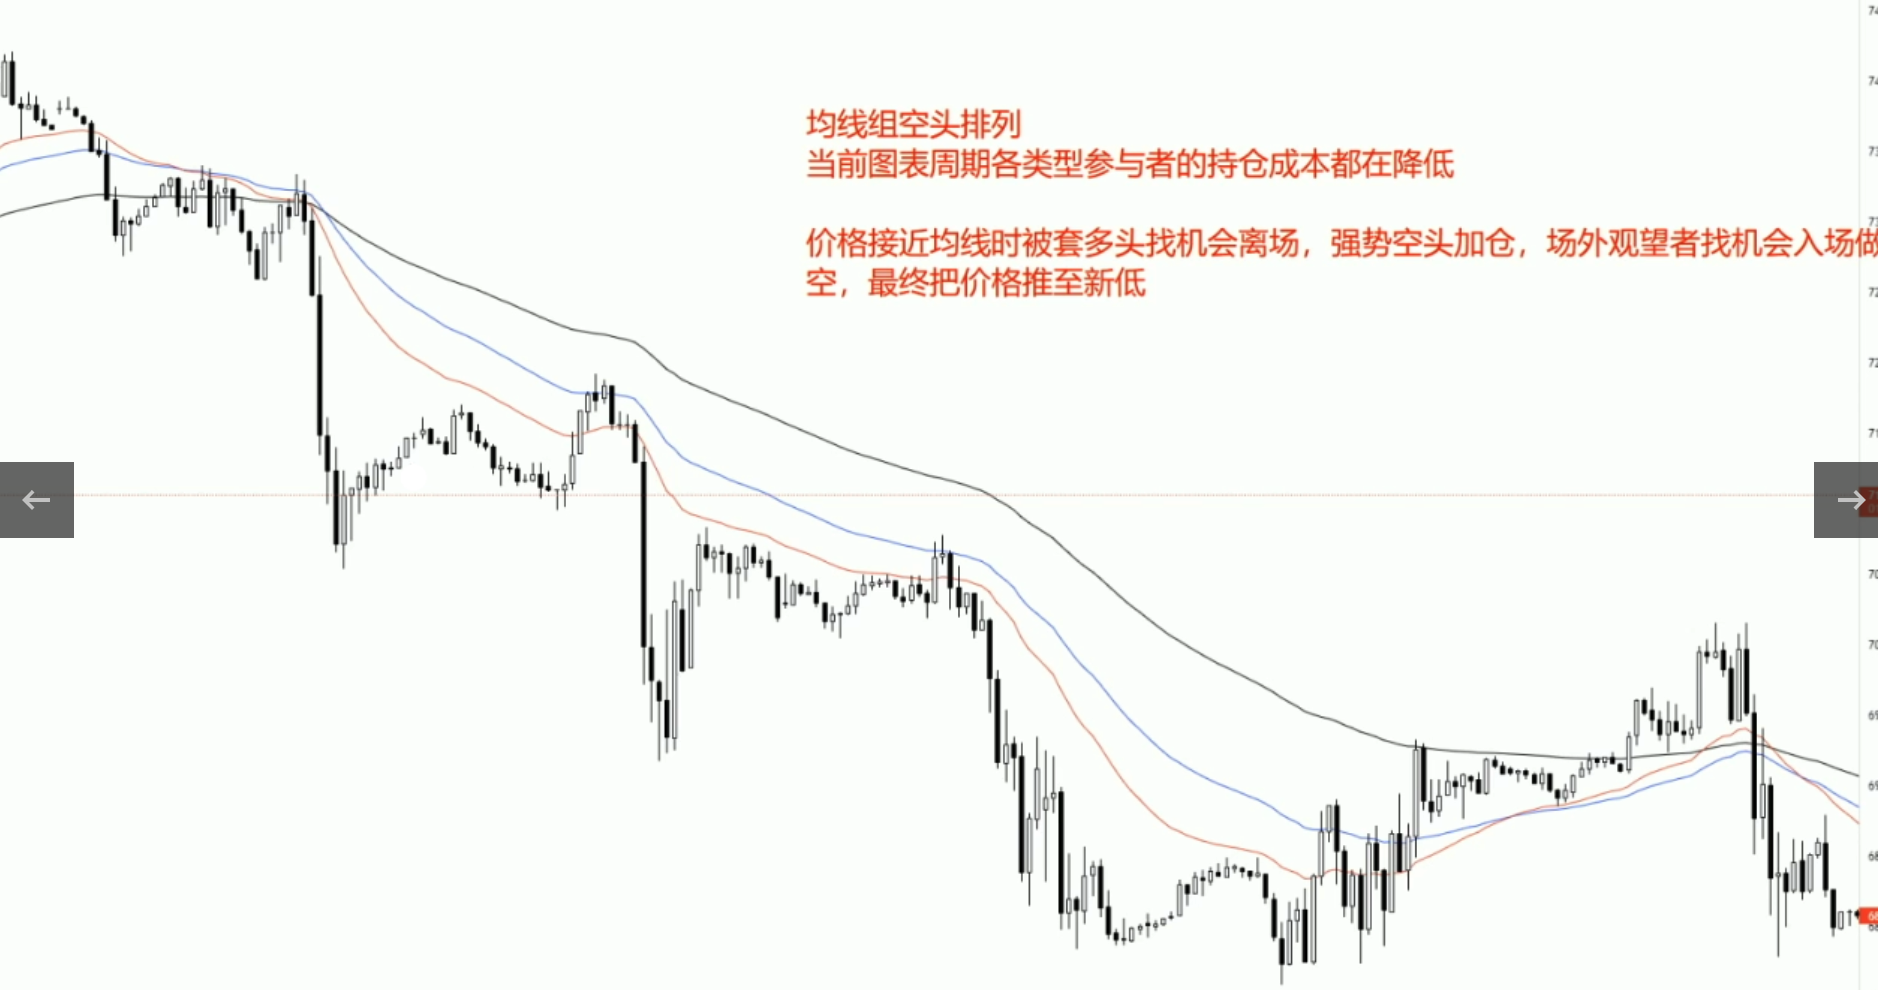 均线组空头排列
当前图表周期各类型参与者的持仓成本都在降低
价格接近均线时被套多头找机会离场，强势空头加仓，场外观望者找机会入场做
空，最终把价格推至新低